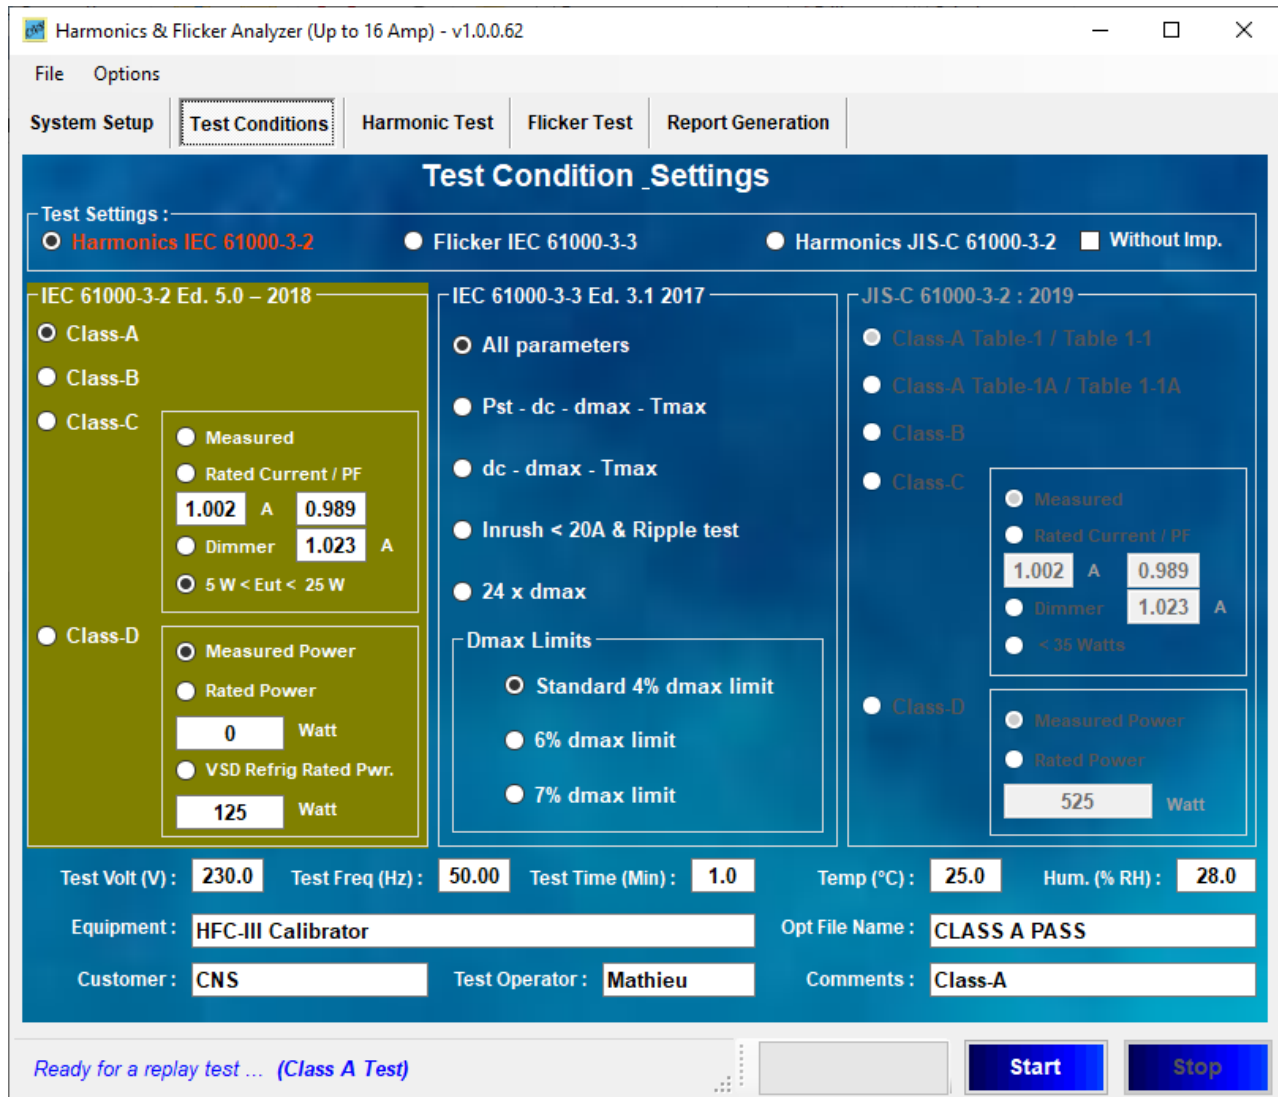 Harmonics & Flicker Analyzer (Up to 16 Amp) - v1.0.0.62
File Options
System Setup Test Conditions Harmonic Test Flicker Test Report Generation
Test Condition _Settings
Test Settings :
Harmonics IEC 61000-3-2 Flicker IEC 61000-3-3 Harmonics JIS-C 61000-3-2 Without Imp.
IEC 61000-3-2 Ed. 5.0 – 2018
Class-A
Class-B
Class-C
Measured
Rated Current / PF
1.002 A 0.989
Dimmer 1.023 A
5 W < Eut < 25 W
Class-D
Measured Power
Rated Power
0 Watt
VSD Refrig Rated Pwr.
125 Watt
IEC 61000-3-3 Ed. 3.1 2017
All parameters
Pst - dc - dmax - Tmax
dc - dmax - Tmax
Inrush < 20A & Ripple test
24 x dmax
Dmax Limits
Standard 4% dmax limit
6% dmax limit
7% dmax limit
JIS-C 61000-3-2 : 2019
Class-A Table-1 / Table 1-1
Class-A Table-1A / Table 1-1A
Class-B
Class-C
Measured
Rated Current / PF
1.002 A 0.989
Dimmer 1.023 A
< 35 Watts
Class-D
Measured Power
Rated Power
525 Watt
Test Volt (V) : 230.0 Test Freq (Hz) : 50.00 Test Time (Min) : 1.0 Temp (°C) : 25.0 Hum. (% RH) : 28.0
Equipment : HFC-III Calibrator Opt File Name : CLASS A PASS
Customer : CNS Test Operator : Mathieu Comments : Class-A
Ready for a replay test ... (Class A Test) Start Stop